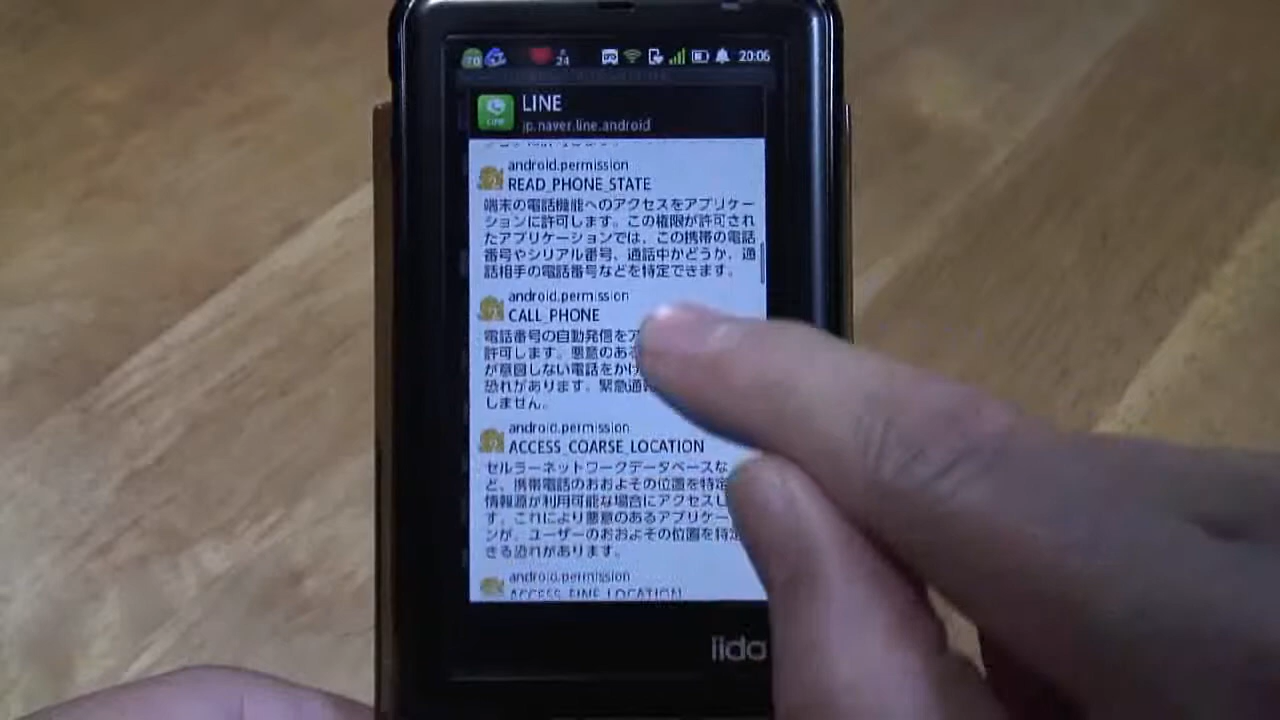 24
20:06
LINE
jp.naver.line.android
android.permission
READ_PHONE_STATE
端末の電話機能へのアクセスをアプリケー
ションに許可します。この権限が許可され
たアプリケーションでは、この携帯の電話
番号やシリアル番号、通話中かどうか、通
話相手の電話番号などを特定できます。
android.permission
CALL_PHONE
電話番号の自動発信をア
許可します。悪意のある
が意図しない電話をかけ
恐れがあります。緊急通
しません。
android.permission
ACCESS_COARSE_LOCATION
セルラーネットワークデータベースな
ど、携帯電話のおおよその位置を特定
情報源が利用可能な場合にアクセスし
す。これにより悪意のあるアプリケー
ンが、ユーザーのおおよその位置を特定
きる恐れがあります。
android.permission
ACCESS_FINE_LOCATION
iida